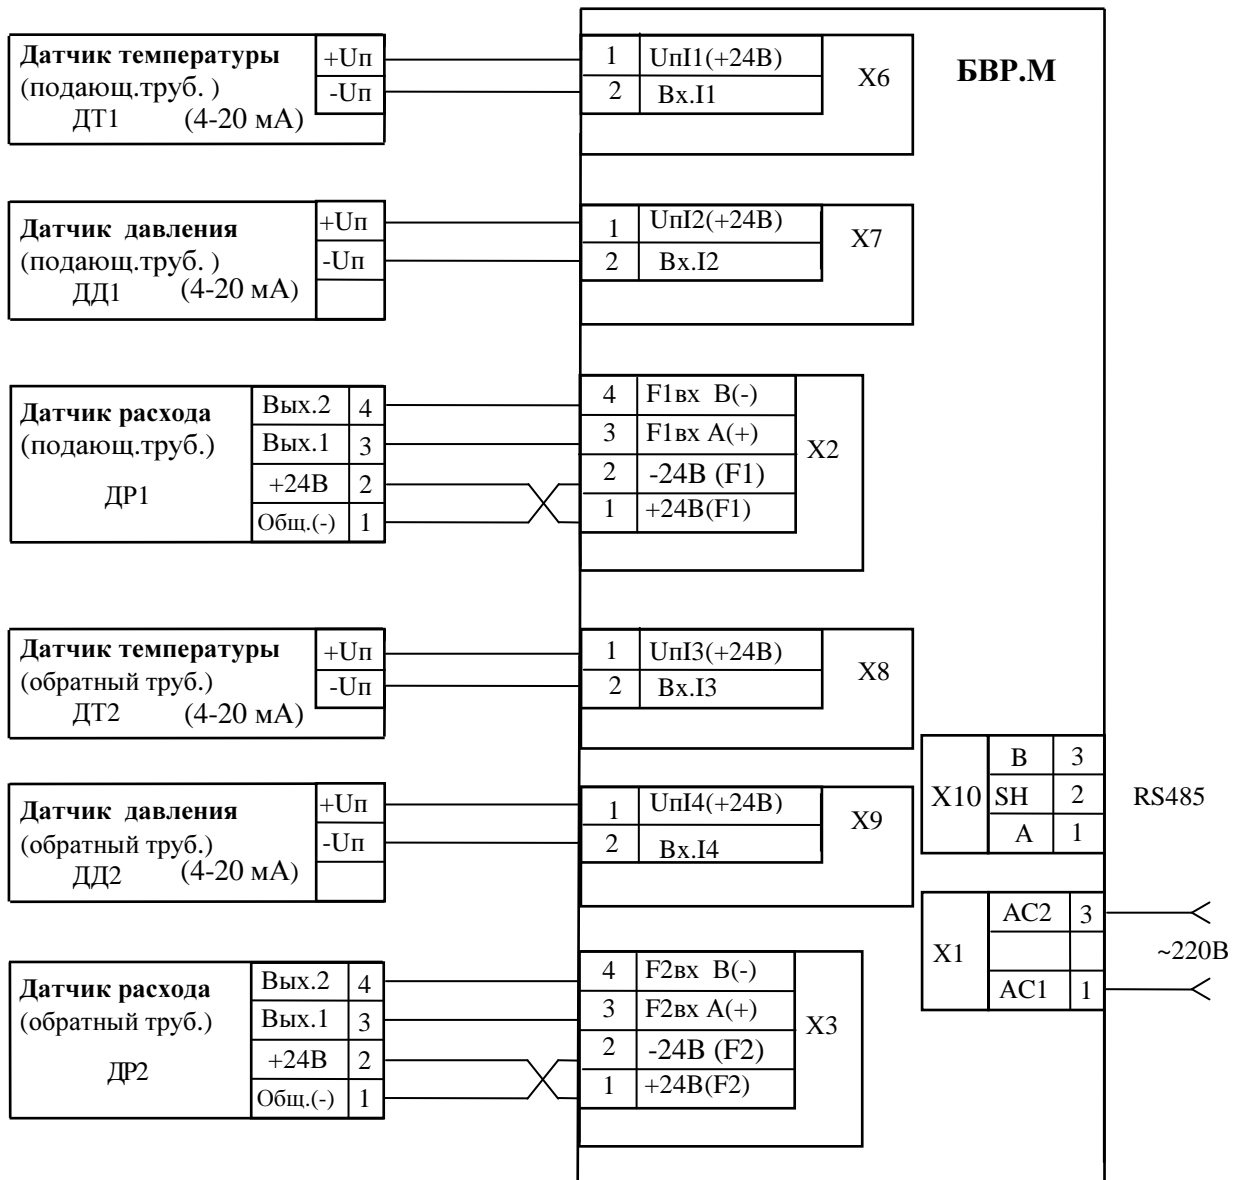 БВР.М
Датчик температуры
(подающ.труб. )
ДТ1 (4-20 мА)
+Uп
-Uп
1 UпI1(+24В)
2 Вх.I1
X6
Датчик давления
(подающ.труб. )
ДД1 (4-20 мА)
+Uп
-Uп
1 UпI2(+24В)
2 Вх.I2
X7
Датчик расхода
(подающ.труб.)
ДР1
Вых.2 4
Вых.1 3
+24В 2
Общ.(-) 1
4 F1вх В(-)
3 F1вх А(+)
2 -24В (F1)
1 +24В(F1)
X2
Датчик температуры
(обратный труб.)
ДТ2 (4-20 мА)
+Uп
-Uп
1 UпI3(+24В)
2 Вх.I3
X8
Датчик давления
(обратный труб.)
ДД2 (4-20 мА)
+Uп
-Uп
1 UпI4(+24В)
2 Вх.I4
X9
X10
B 3
SH 2
A 1
RS485
X1
AC2 3
AC1 1
~220В
Датчик расхода
(обратный труб.)
ДР2
Вых.2 4
Вых.1 3
+24В 2
Общ.(-) 1
4 F2вх В(-)
3 F2вх А(+)
2 -24В (F2)
1 +24В(F2)
X3